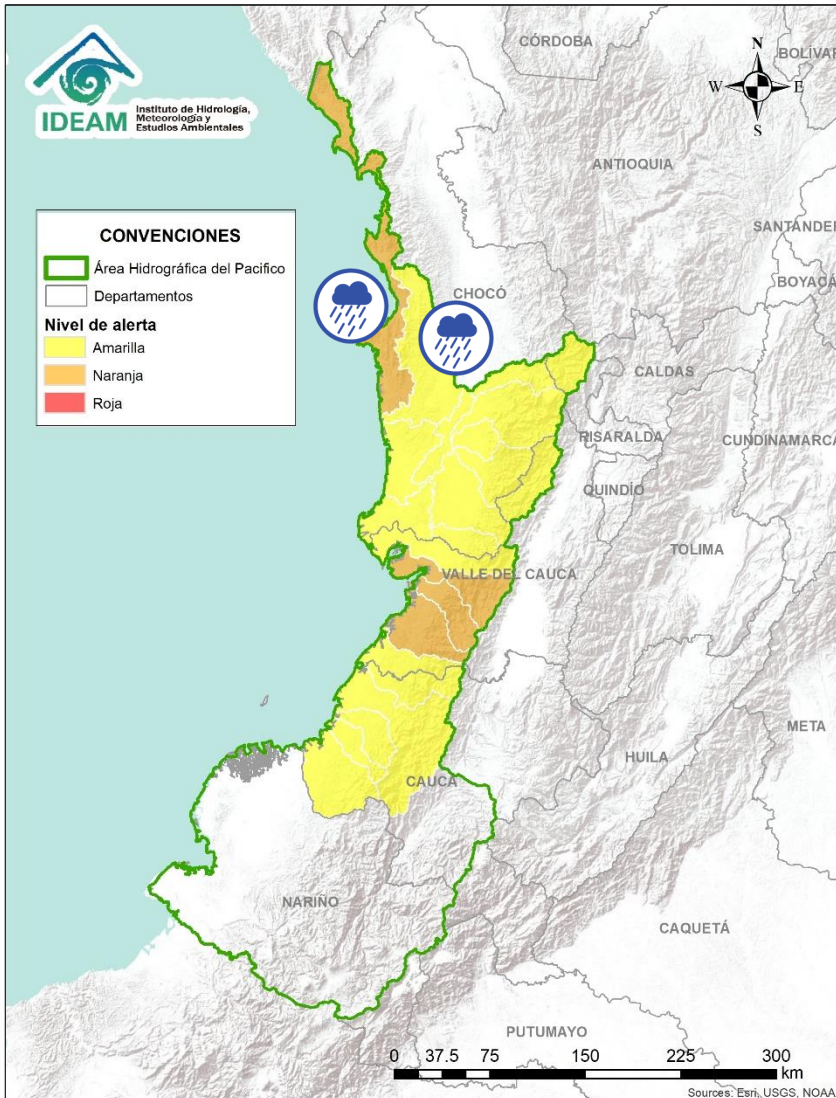 IDEAM
Instituto de Hidrología,
Meteorología y
Estudios Ambientales
N
W
E
S
CÓRDOBA
BOLÍVAR
ANTIOQUIA
SANTANDER
BOYACÁ
CONVENCIONES
Área Hidrográfica del Pacifico
Departamentos
Nivel de alerta
Amarilla
Naranja
Roja
CHOCÓ
CALDAS
RISARALDA
CUNDINAMARCA
QUINDÍO
TOLIMA
VALLE DEL CAUCA
META
HUILA
CAUCA
NARIÑO
CAQUETÁ
PUTUMAYO
0 37.5 75 150 225 300
km
Sources: Esri, USGS, NOAA